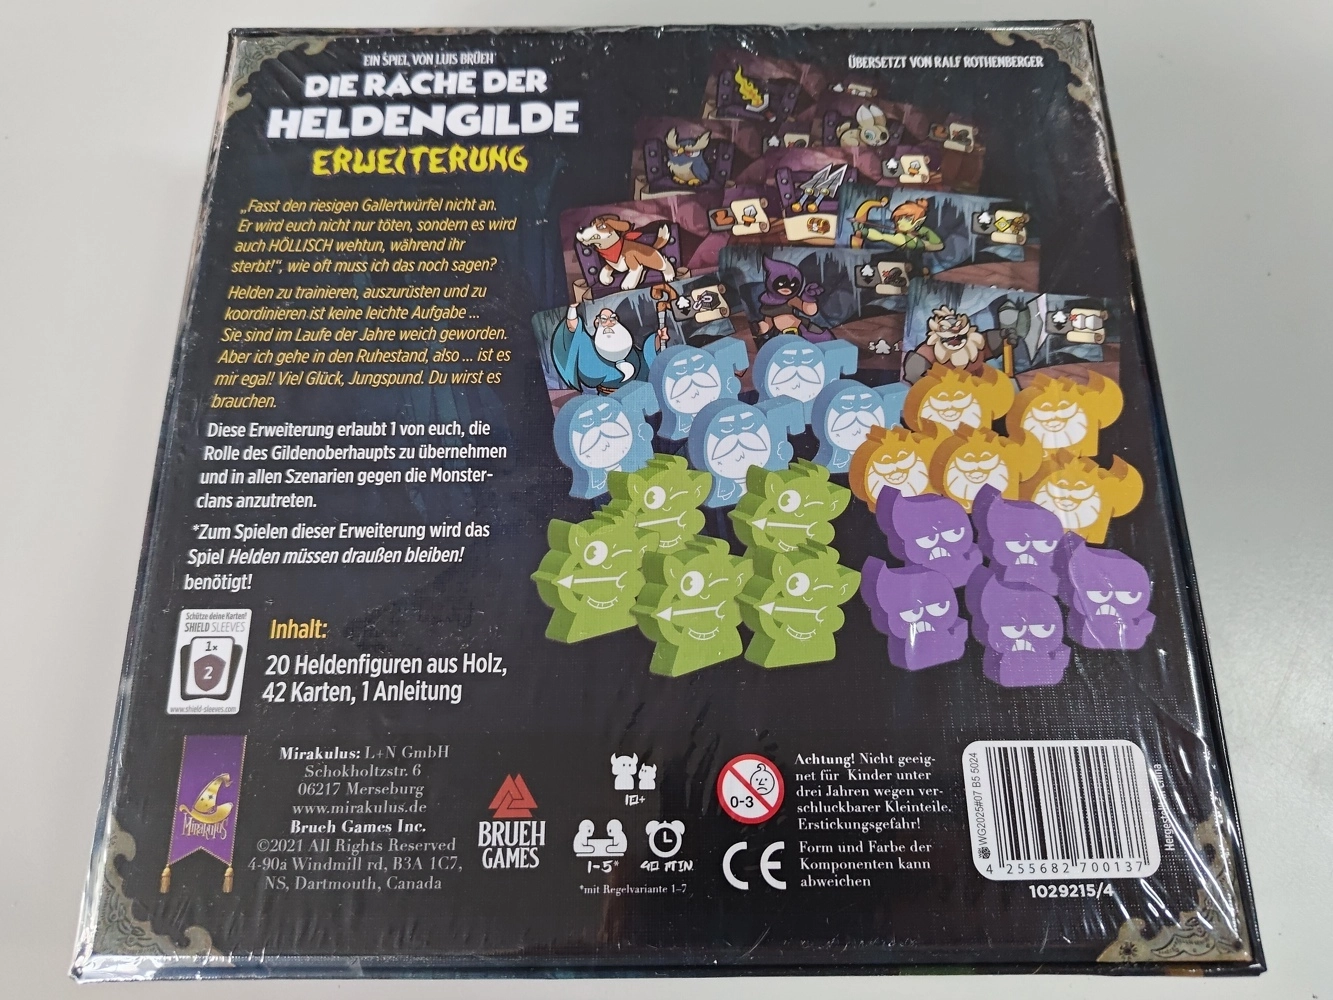 EIN SPIEL VON LUIS BRÜEH
DIE RACHE DER
HELDENGILDE
ERWEITERUNG
ÜBERSETZT VON RALF ROTHENBERGER
„Fasst den riesigen Gallertwürfel nicht an.
Er wird euch nicht nur töten, sondern es wird
auch HÖLLISCH wehtun, während ihr
sterbt!“, wie oft muss ich das noch sagen?
Helden zu trainieren, auszurüsten und zu
koordinieren ist keine leichte Aufgabe ...
Sie sind im Laufe der Jahre weich geworden.
Aber ich gehe in den Ruhestand, also ... ist es
mir egal! Viel Glück, Jungspund. Du wirst es
brauchen.
Diese Erweiterung erlaubt 1 von euch, die
Rolle des Gildenoberhaupts zu übernehmen
und in allen Szenarien gegen die Monster-
clans anzutreten.
*Zum Spielen dieser Erweiterung wird das
Spiel Helden müssen draußen bleiben!
benötigt!
Schütze deine Karten!
SHIELD SLEEVES
1x
2
www.shield-sleeves.com
Inhalt:
20 Heldenfiguren aus Holz,
42 Karten, 1 Anleitung
Mirakulus
Mirakulus: L+N GmbH
Schokholtzstr. 6
06217 Merseburg
www.mirakulus.de
Brueh Games Inc.
©2021 All Rights Reserved
4-90a Windmill rd, B3A 1C7,
NS, Dartmouth, Canada
BRUEH
GAMES
10+
1-5*
40 MIN.
*mit Regelvariante 1-7
0-3
CE
Achtung! Nicht geeig-
net für Kinder unter
drei Jahren wegen ver-
schluckbarer Kleinteile.
Erstickungsgefahr!
Form und Farbe der
Komponenten kann
abweichen
WG2025#07 B5 5024
4 255682 700137
1029215/4